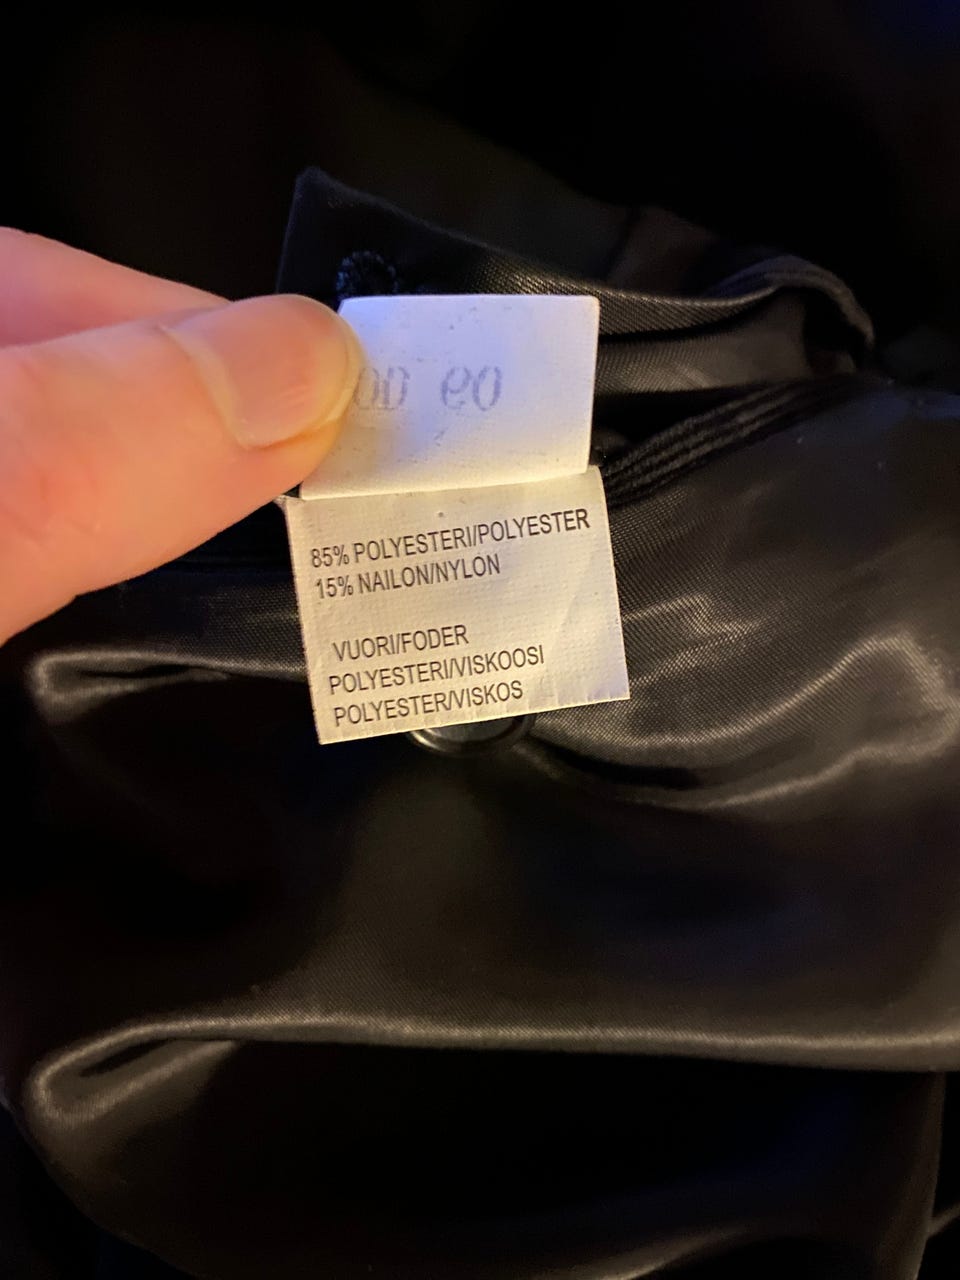 85% POLYESTERI/POLYESTER
15% NAILON/NYLON
VUORI/FODER
POLYESTERI/VISKOOSI
POLYESTER/VISKOS